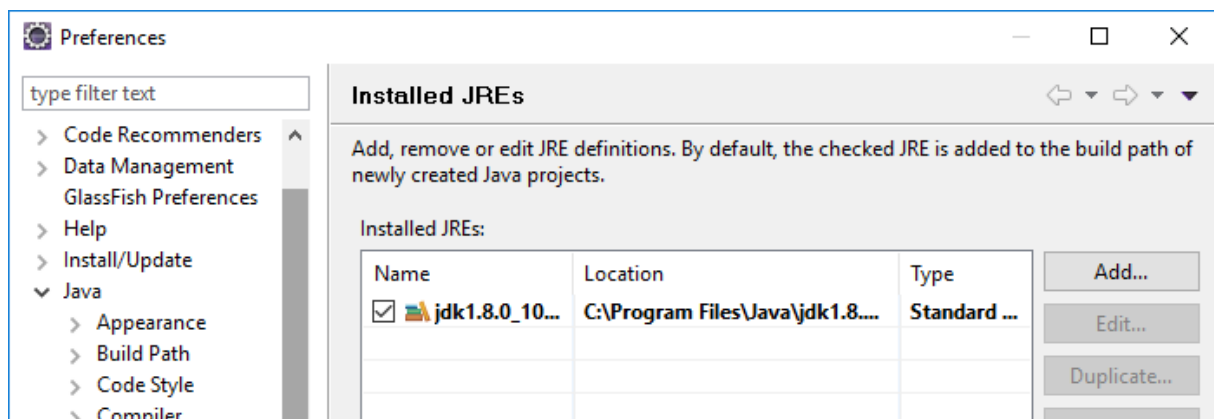 Preferences
type filter text
Code Recommenders
Data Management
GlassFish Preferences
Help
Install/Update
Java
Appearance
Build Path
Code Style
Compiler
Installed JREs
Add, remove or edit JRE definitions. By default, the checked JRE is added to the build path of
newly created Java projects.
Installed JREs:
Name Location Type
jdk1.8.0_10... C:\Program Files\Java\jdk1.8.... Standard ...
Add...
Edit...
Duplicate...